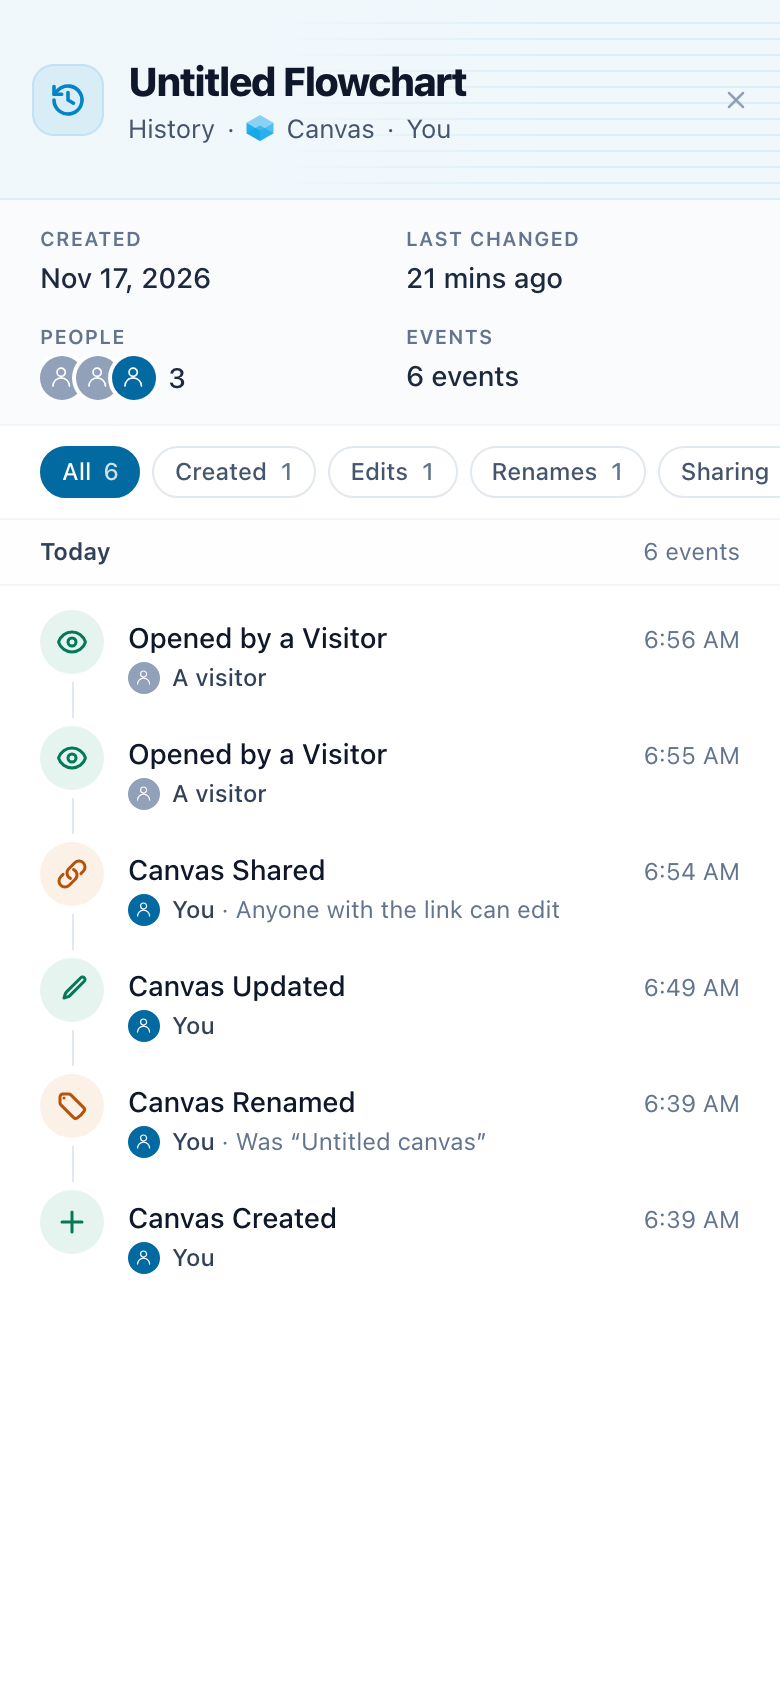 Untitled Flowchart
History · Canvas · You
CREATED
Nov 17, 2026
LAST CHANGED
21 mins ago
PEOPLE
3
EVENTS
6 events
All 6
Created 1
Edits 1
Renames 1
Sharing
Today
6 events
Opened by a Visitor
6:56 AM
A visitor
Opened by a Visitor
6:55 AM
A visitor
Canvas Shared
6:54 AM
You · Anyone with the link can edit
Canvas Updated
6:49 AM
You
Canvas Renamed
6:39 AM
You · Was “Untitled canvas”
Canvas Created
6:39 AM
You